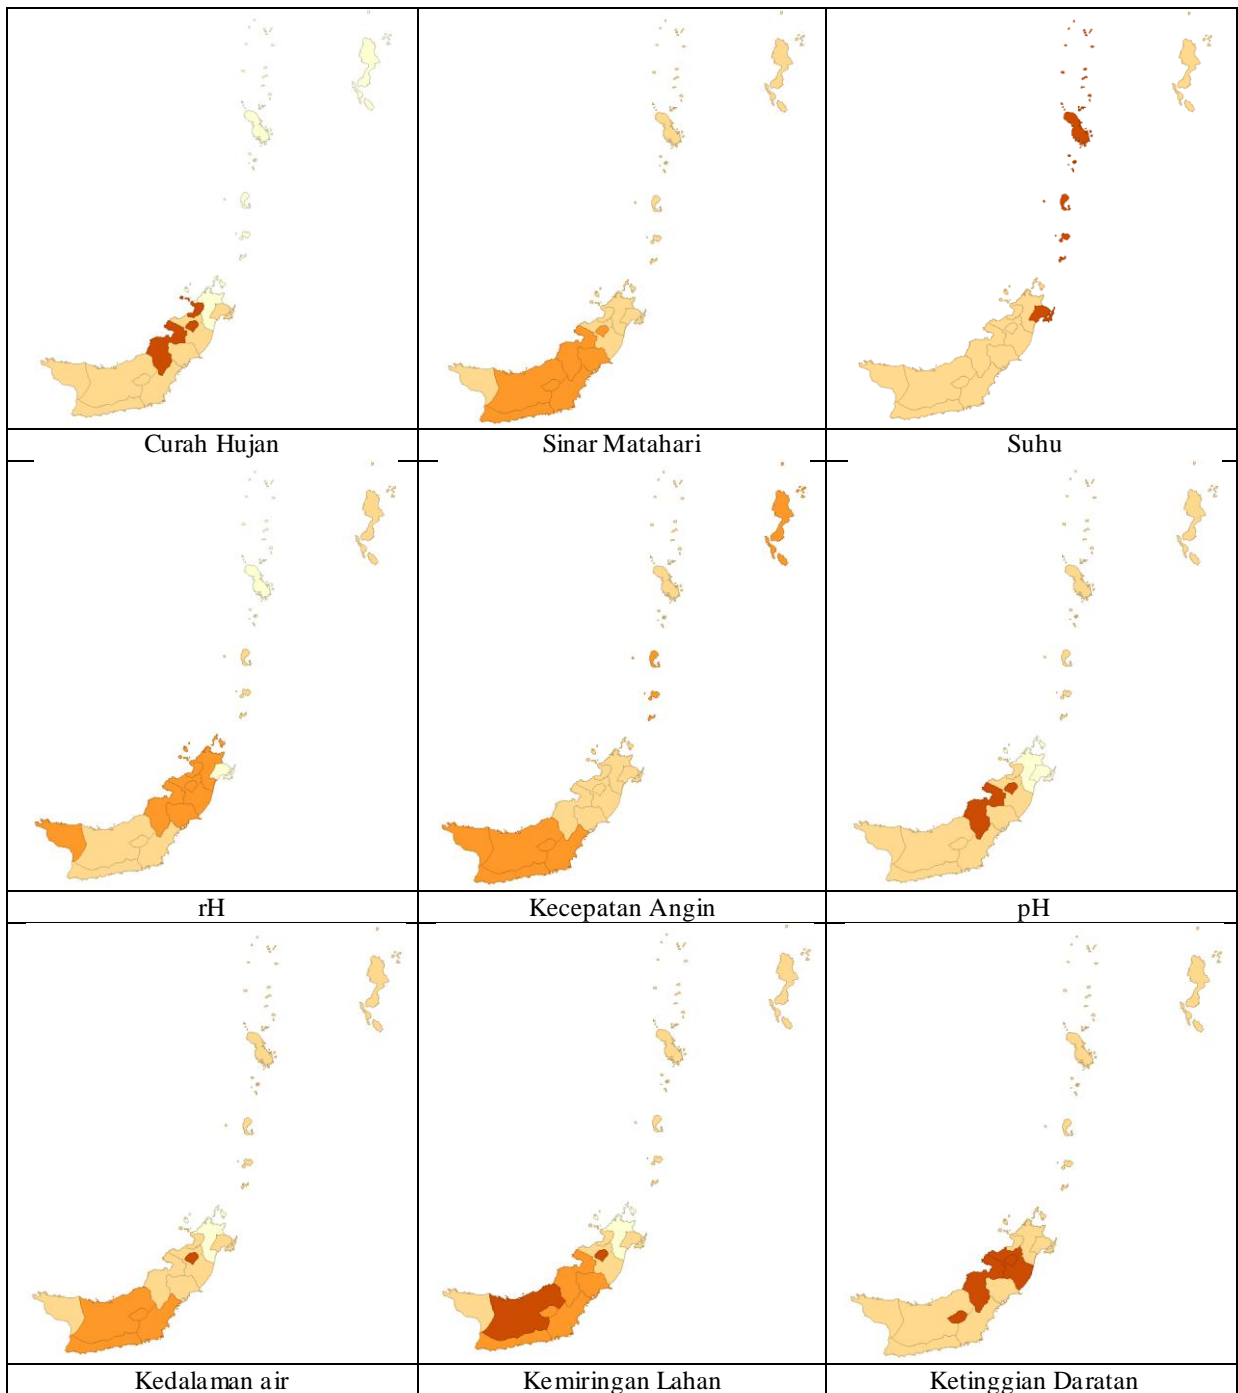 Curah Hujan
Sinar Matahari
Suhu
rH
Kecepatan Angin
pH
Kedalaman air
Kemiringan Lahan
Ketinggian Daratan